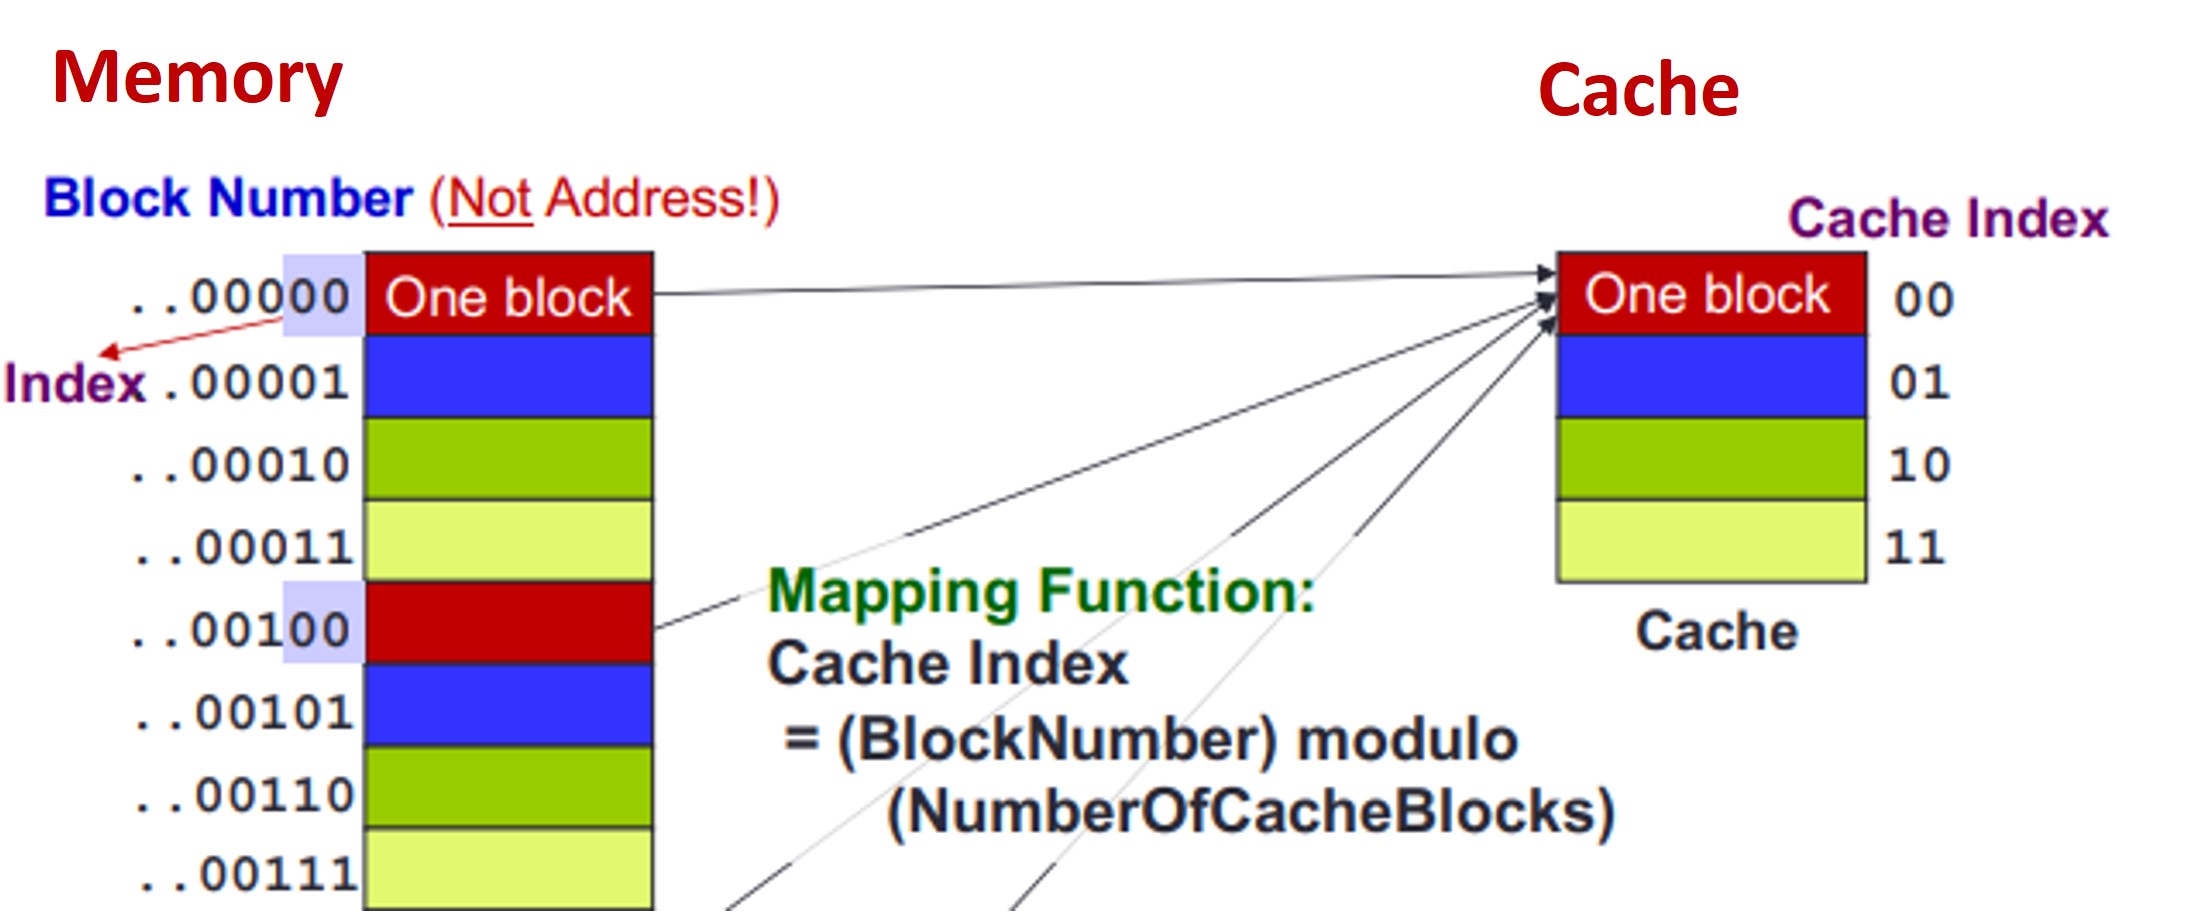 Memory
Cache
Block Number (Not Address!)
Cache Index
..00000 One block
One block 00
Index .00001
01
..00010
10
..00011
11
..00100
Mapping Function:
Cache Index
= (BlockNumber) modulo
(NumberOfCacheBlocks)
Cache
..00101
..00110
..00111